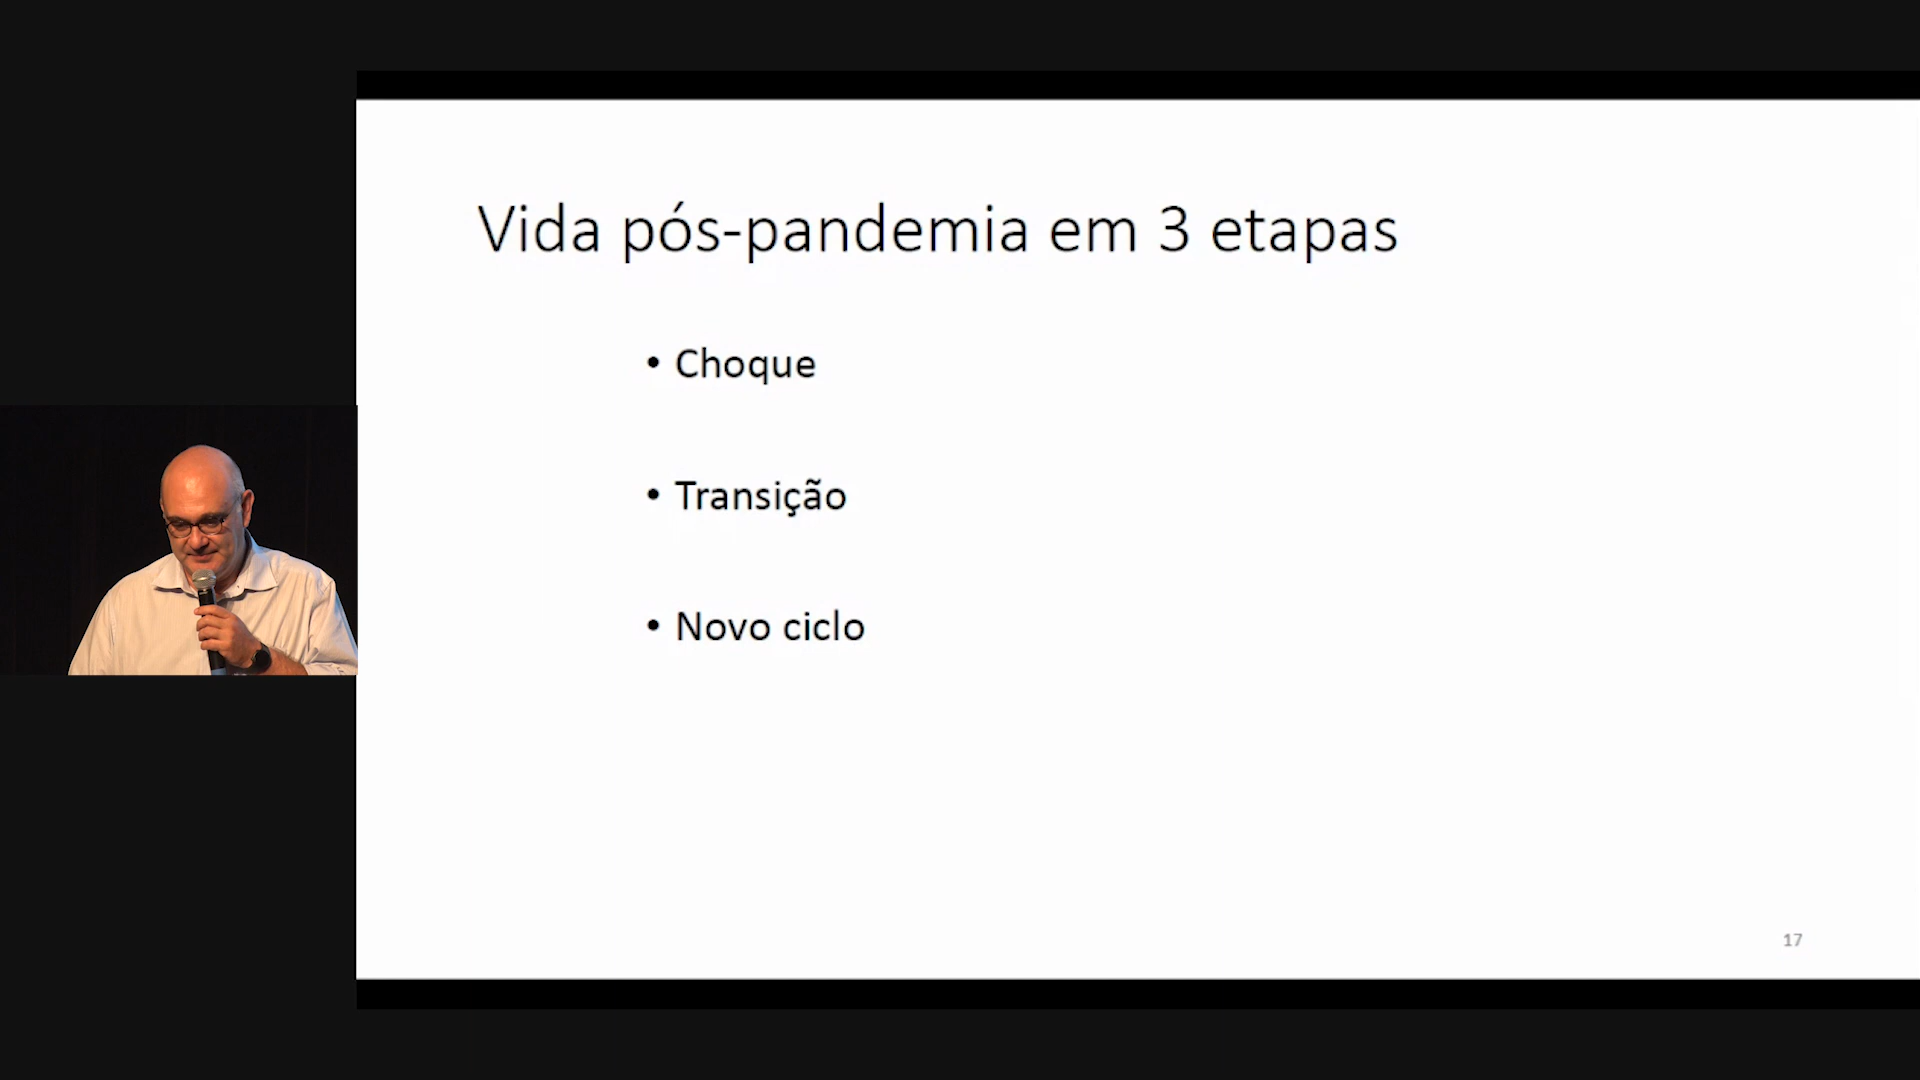 Vida pós-pandemia em 3 etapas
• Choque
• Transição
• Novo ciclo
17